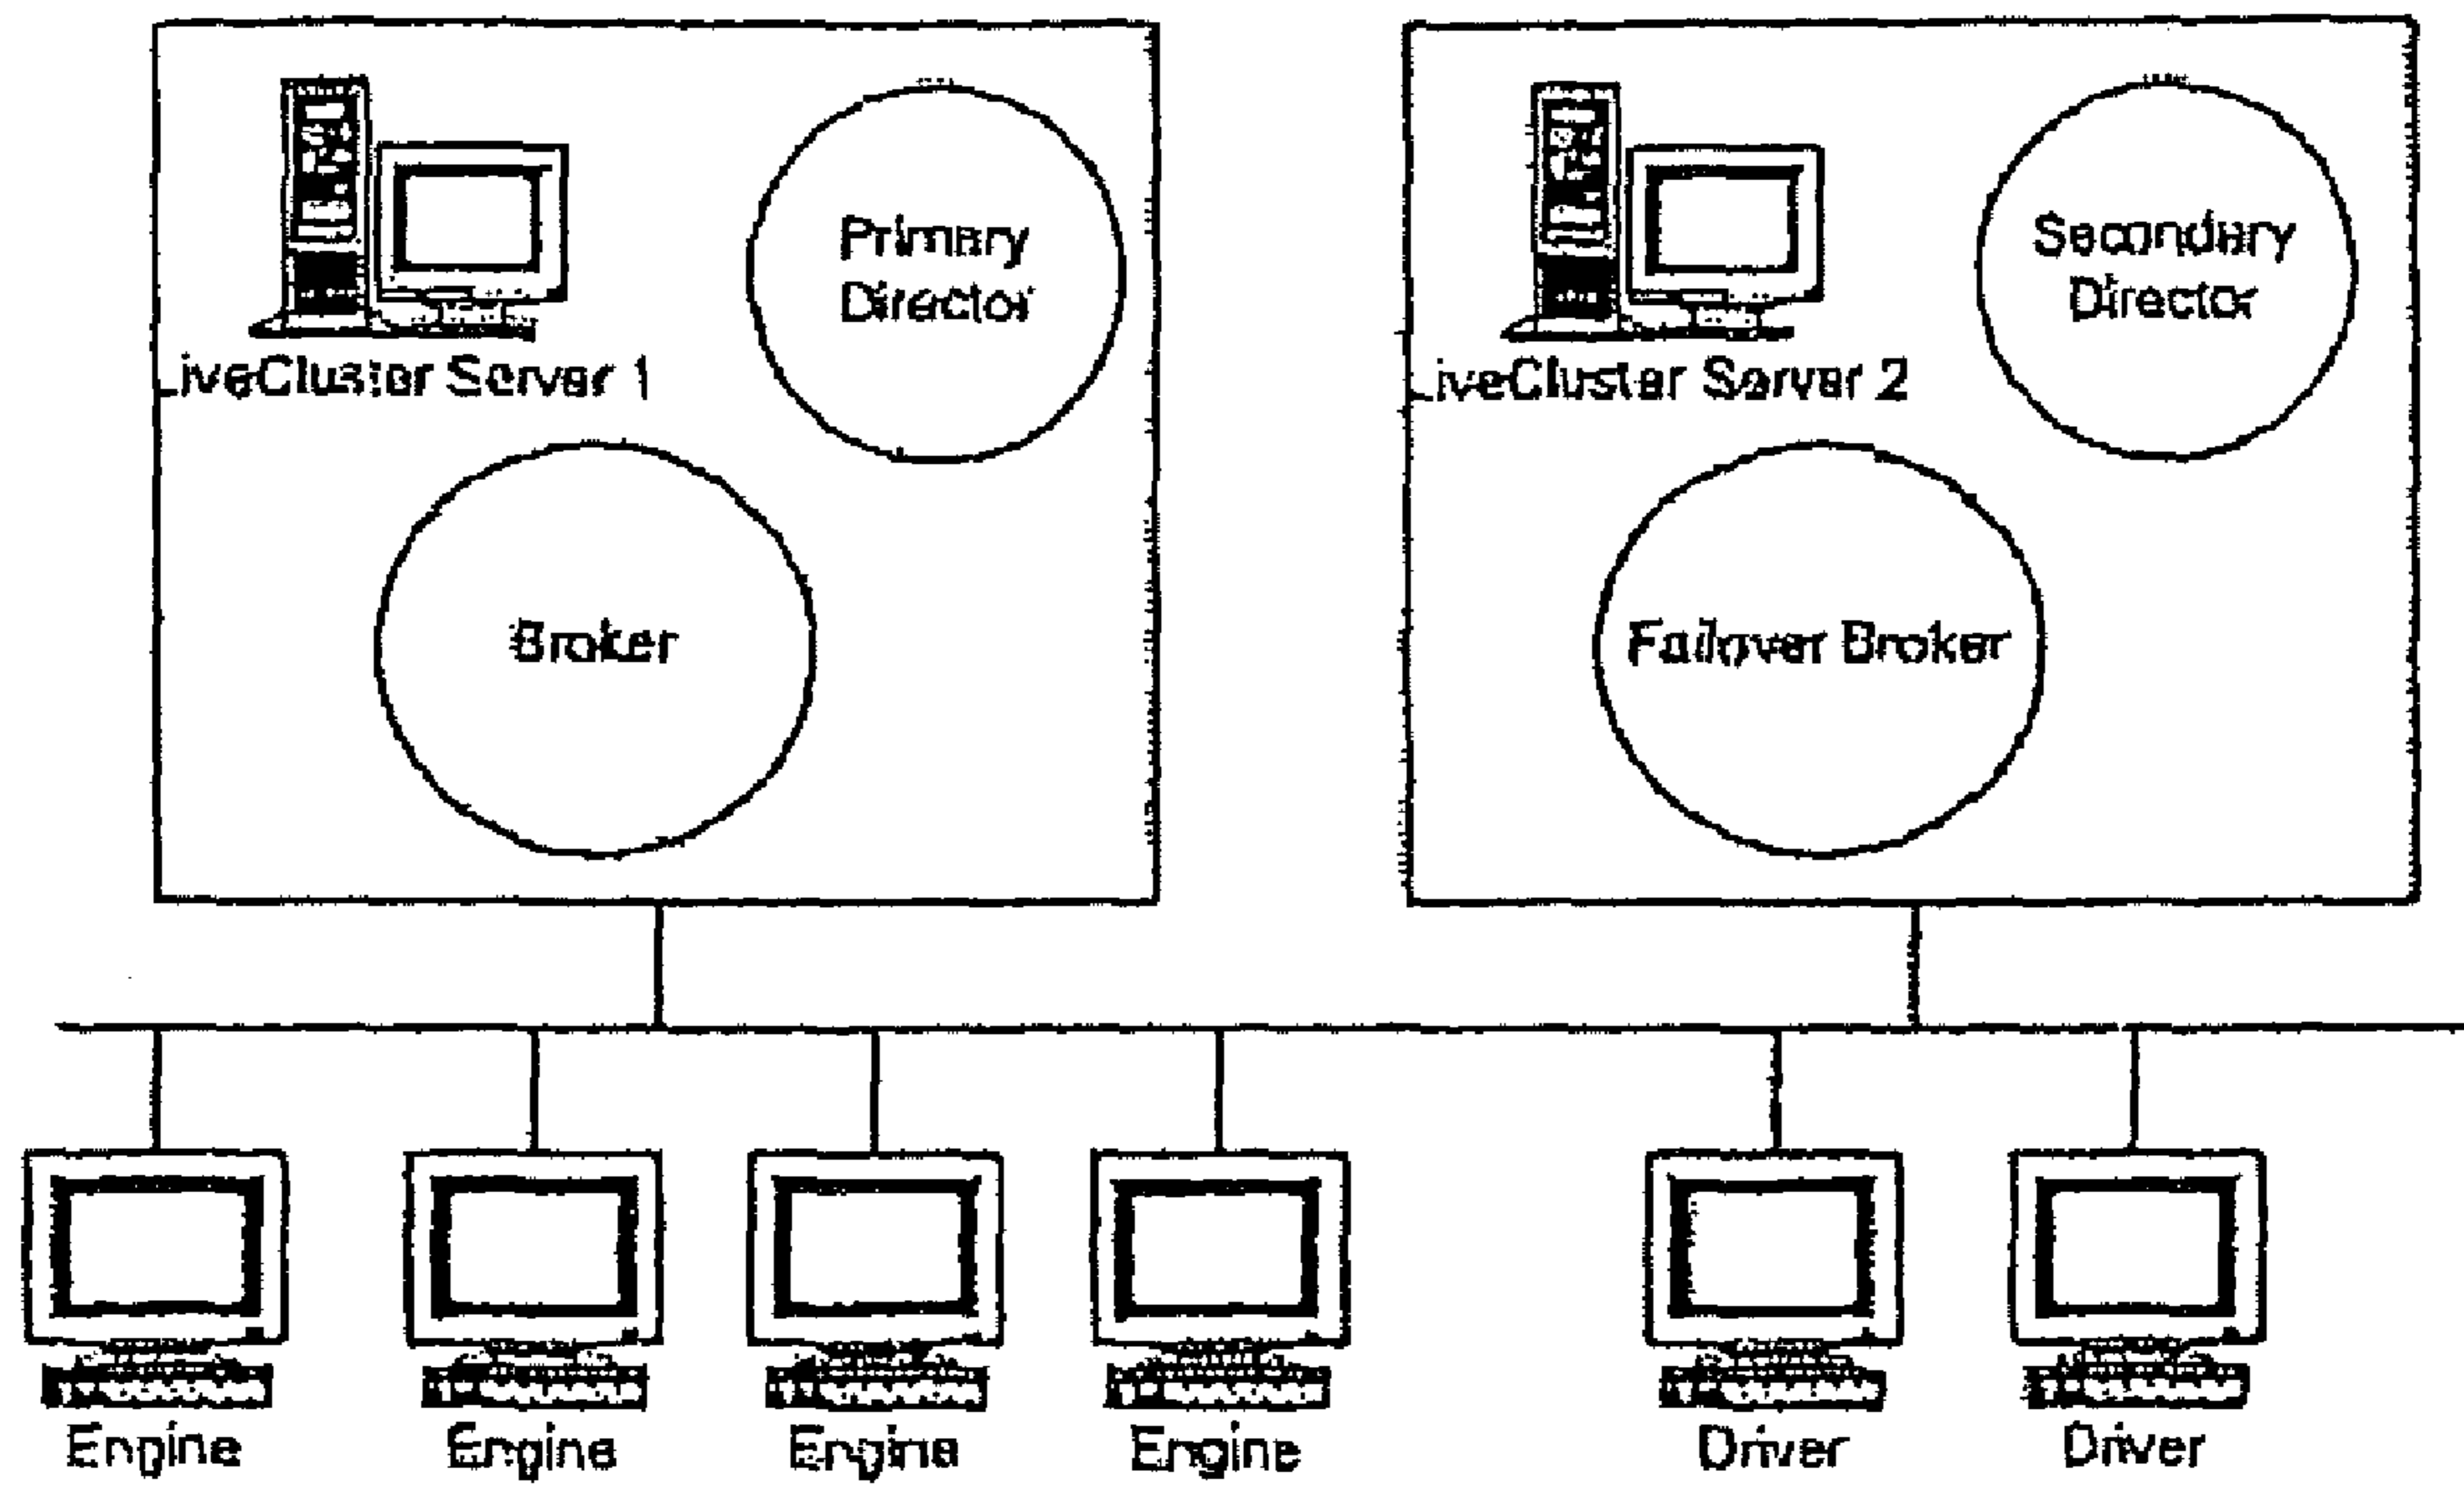 Primary
Director
LiveCluster Server 1
Broker
Secondary
Director
LiveCluster Server 2
Failover Broker
Engine
Engine
Engine
Engine
Driver
Driver